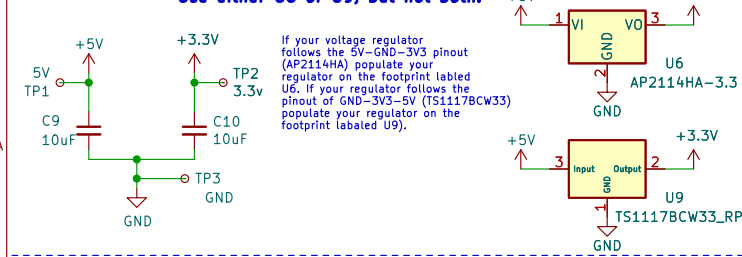 +5V
+3.3V
5V
TP1
TP2
3.3v
C9
10uF
C10
10uF
TP3
GND
GND
If your voltage regulator
follows the 5V-GND-3V3 pinout
(AP2114HA) populate your
regulator on the footprint labled
U6. If your regulator follows the
pinout of GND-3V3-5V (TS1117BCW33)
populate your regulator on the
footprint labeled U9).
1
VI
VO
3
GND
2
U6
AP2114HA-3.3
GND
+5V
+3.3V
3
Input
Output
2
GND
1
U9
TS1117BCW33_RP
GND